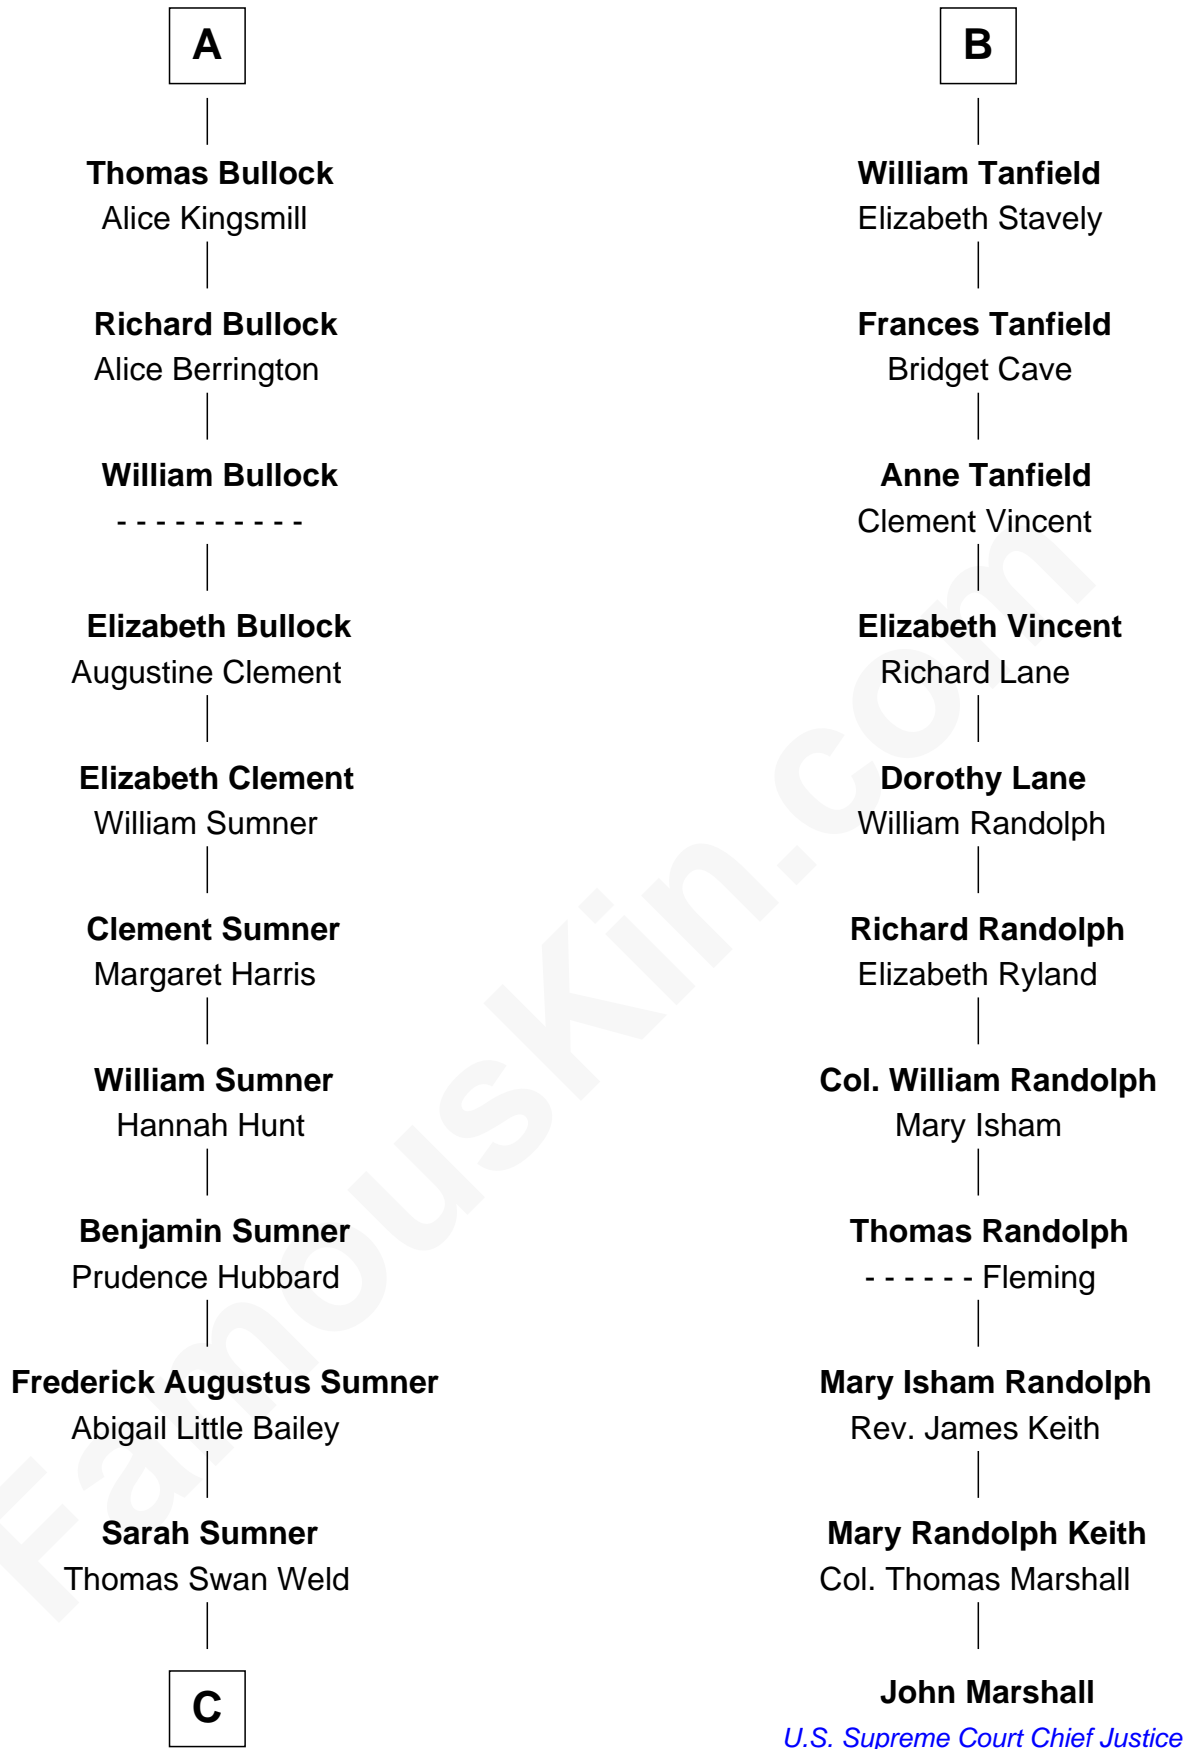 A
Thomas Bullock
Alice Kingsmill
Richard Bullock
Alice Berrington
William Bullock
- - - - - - - - - -
Elizabeth Bullock
Augustine Clement
Elizabeth Clement
William Sumner
Clement Sumner
Margaret Harris
William Sumner
Hannah Hunt
Benjamin Sumner
Prudence Hubbard
Frederick Augustus Sumner
Abigail Little Bailey
Sarah Sumner
Thomas Swan Weld
C
B
William Tanfield
Elizabeth Stavely
Frances Tanfield
Bridget Cave
Anne Tanfield
Clement Vincent
Elizabeth Vincent
Richard Lane
Dorothy Lane
William Randolph
Richard Randolph
Elizabeth Ryland
Col. William Randolph
Mary Isham
Thomas Randolph
- - - - - - Fleming
Mary Isham Randolph
Rev. James Keith
Mary Randolph Keith
Col. Thomas Marshall
John Marshall
U.S. Supreme Court Chief Justice
FamousKin.com